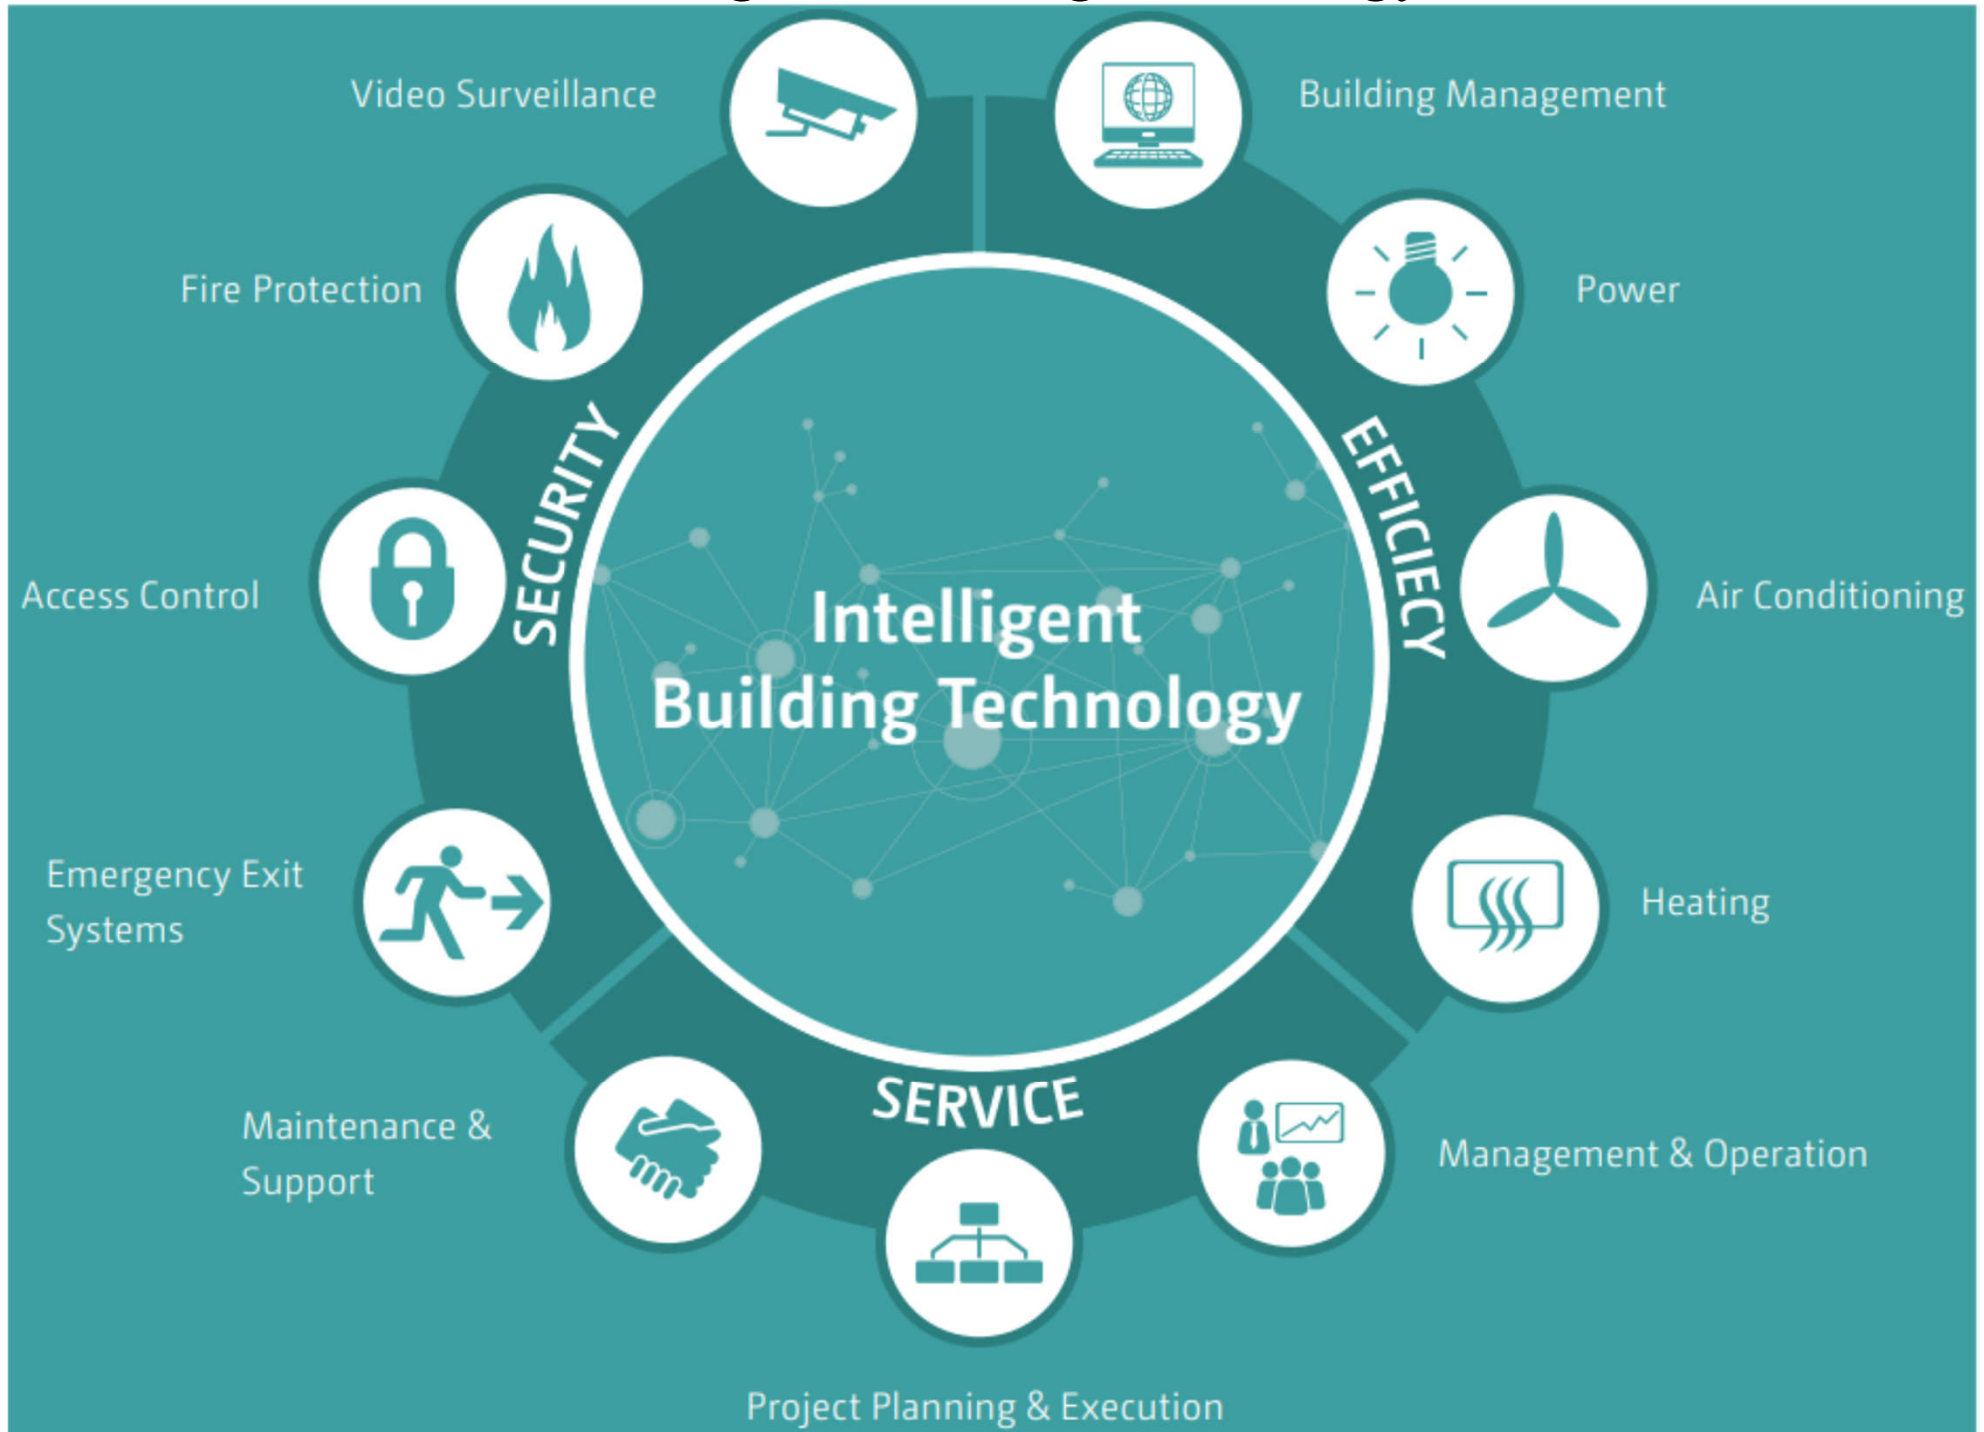 Video Surveillance
Building Management
Fire Protection
Power
SECURITY
EFFICIECY
Access Control
Air Conditioning
Intelligent
Building Technology
Emergency Exit
Systems
Heating
SERVICE
Maintenance &
Support
Management & Operation
Project Planning & Execution